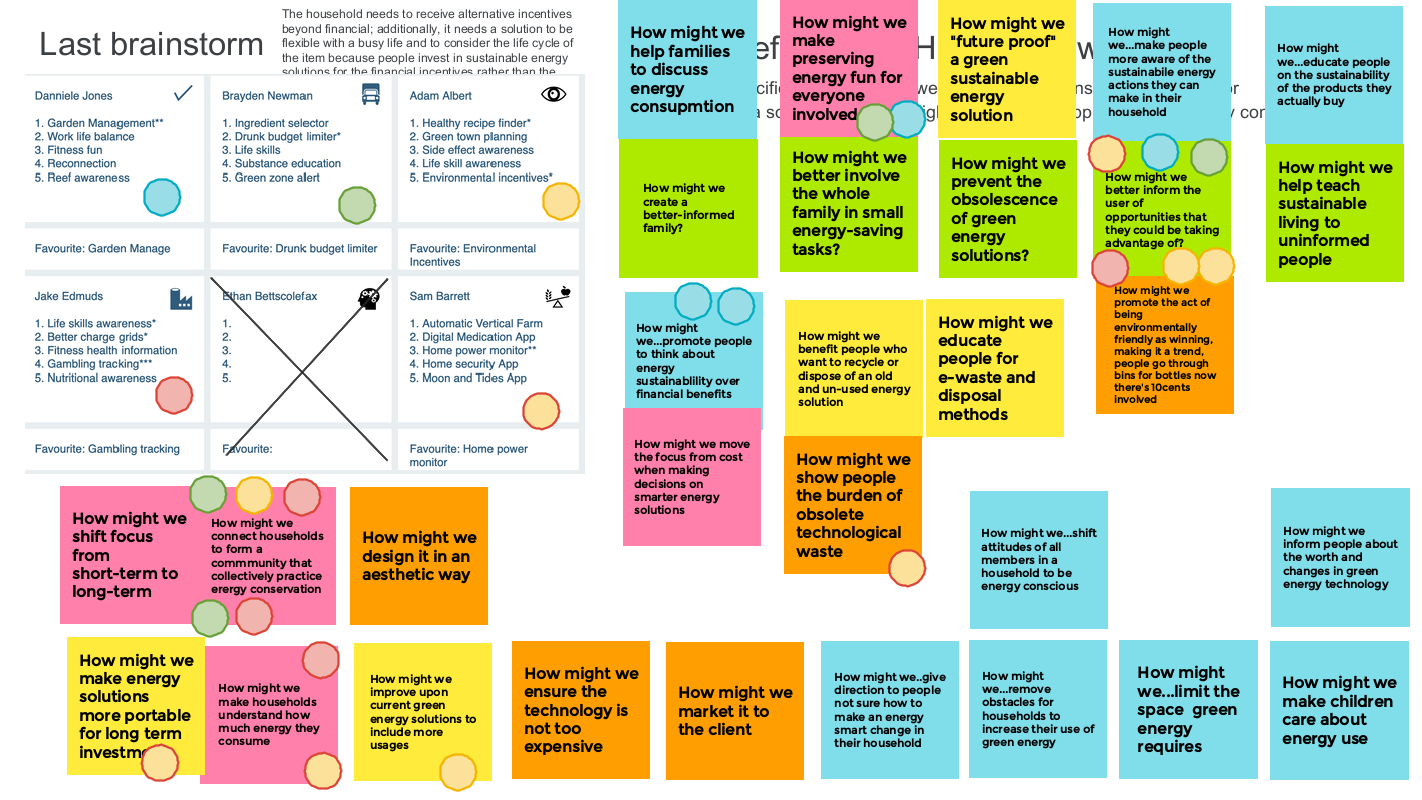 Last brainstorm
The household needs to receive alternative incentives
beyond financial; additionally, it needs a solution to be
flexible with a busy life and to consider the life cycle of
the item because people invest in sustainable energy
solutions for the financial incentives rather than the
Danniele Jones
1. Garden Management**
2. Work life balance
3. Fitness fun
4. Reconnection
5. Reef awareness
Favourite: Garden Manage
Brayden Newman
1. Ingredient selector
2. Drunk budget limiter*
3. Life skills
4. Substance education
5. Green zone alert
Favourite: Drunk budget limiter
Adam Albert
1. Healthy recipe finder*
2. Green town planning
3. Side effect awareness
4. Life skill awareness
5. Environmental incentives*
Favourite: Environmental
Incentives
Jake Edmuds
1. Life skills awareness*
2. Better charge grids*
3. Fitness health information
4. Gambling tracking***
5. Nutritional awareness
Favourite: Gambling tracking
Ethan Bettscolefax
1.
2.
3.
4.
5.
Favourite:
Sam Barrett
1. Automatic Vertical Farm
2. Digital Medication App
3. Home power monitor**
4. Home security App
5. Moon and Tides App
Favourite: Home power
monitor
How might we
help families
to discuss
energy
consupmtion
How might we
make
preserving
energy fun for
everyone
involved
How might we
"future proof"
a green
sustainable
energy
solution
How might
we...make people
more aware of the
sustainabile energy
actions they can
make in their
household
How might
we...educate people
on the sustainability
of the products they
actually buy
How might we
create a
better-informed
family?
How might we
better involve
the whole
family in small
energy-saving
tasks?
How might we
prevent the
obsolescence
of green
energy
solutions?
How might we
better inform the
user of
opportunities that
they could be taking
advantage of?
How might we
help teach
sustainable
living to
uninformed
people
How might
we...promote people
to think about
energy
sustainablility over
financial benefits
How might we
benefit people who
want to recycle or
dispose of an old
and un-used energy
solution
How might we
educate
people for
e-waste and
disposal
methods
How might we
promote the act of
being
environmentally
friendly as winning,
making it a trend,
people go through
bins for bottles now
there's 10cents
involved
How might we move
the focus from cost
when making
decisions on
smarter energy
solutions
How might we
show people
the burden of
obsolete
technological
waste
How might we
shift focus
from
short-term to
long-term
How might we
connect households
to form a
commmunity that
collectively practice
erergy conservation
How might we
design it in an
aesthetic way
How might we...shift
attitudes of all
members in a
household to be
energy conscious
How might we
inform people about
the worth and
changes in green
energy technology
How might we
make energy
solutions
more portable
for long term
How might we
make households
understand how
much energy they
consume
How might we
improve upon
current green
energy solutions to
include more
usages
How might we
ensure the
technology is
not too
expensive
How might we
market it to
the client
How might we..give
direction to people
not sure how to
make an energy
smart change in
their household
How might
we...remove
obstacles for
households to
increase their use of
green energy
How might
we...limit the
space green
energy
requires
How might we
make children
care about
energy use